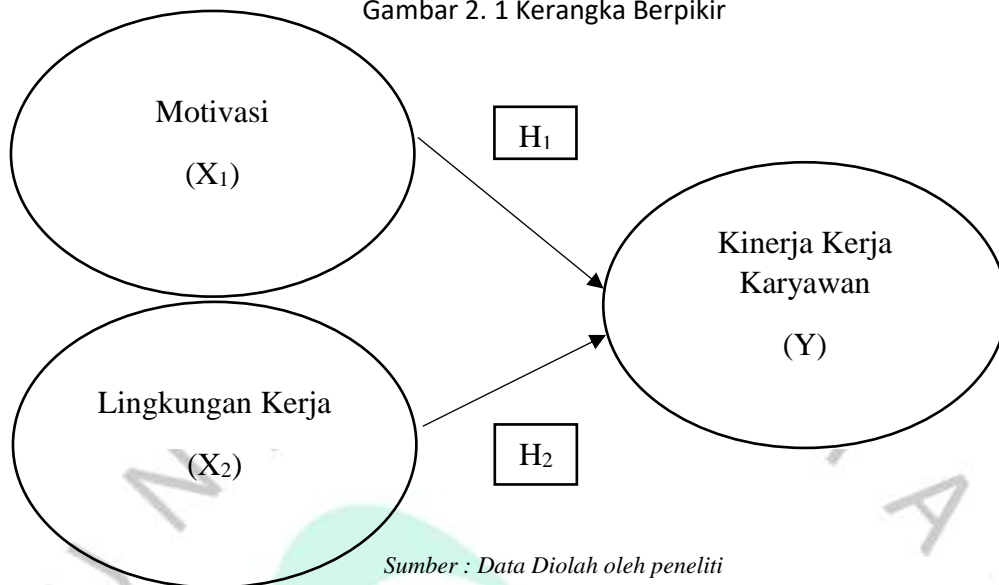 Gambar 2. 1 Kerangka Berpikir
Motivasi
(X₁)
H₁
Kinerja Kerja
Karyawan
(Y)
Lingkungan Kerja
(X₂)
H₂
Sumber : Data Diolah oleh peneliti